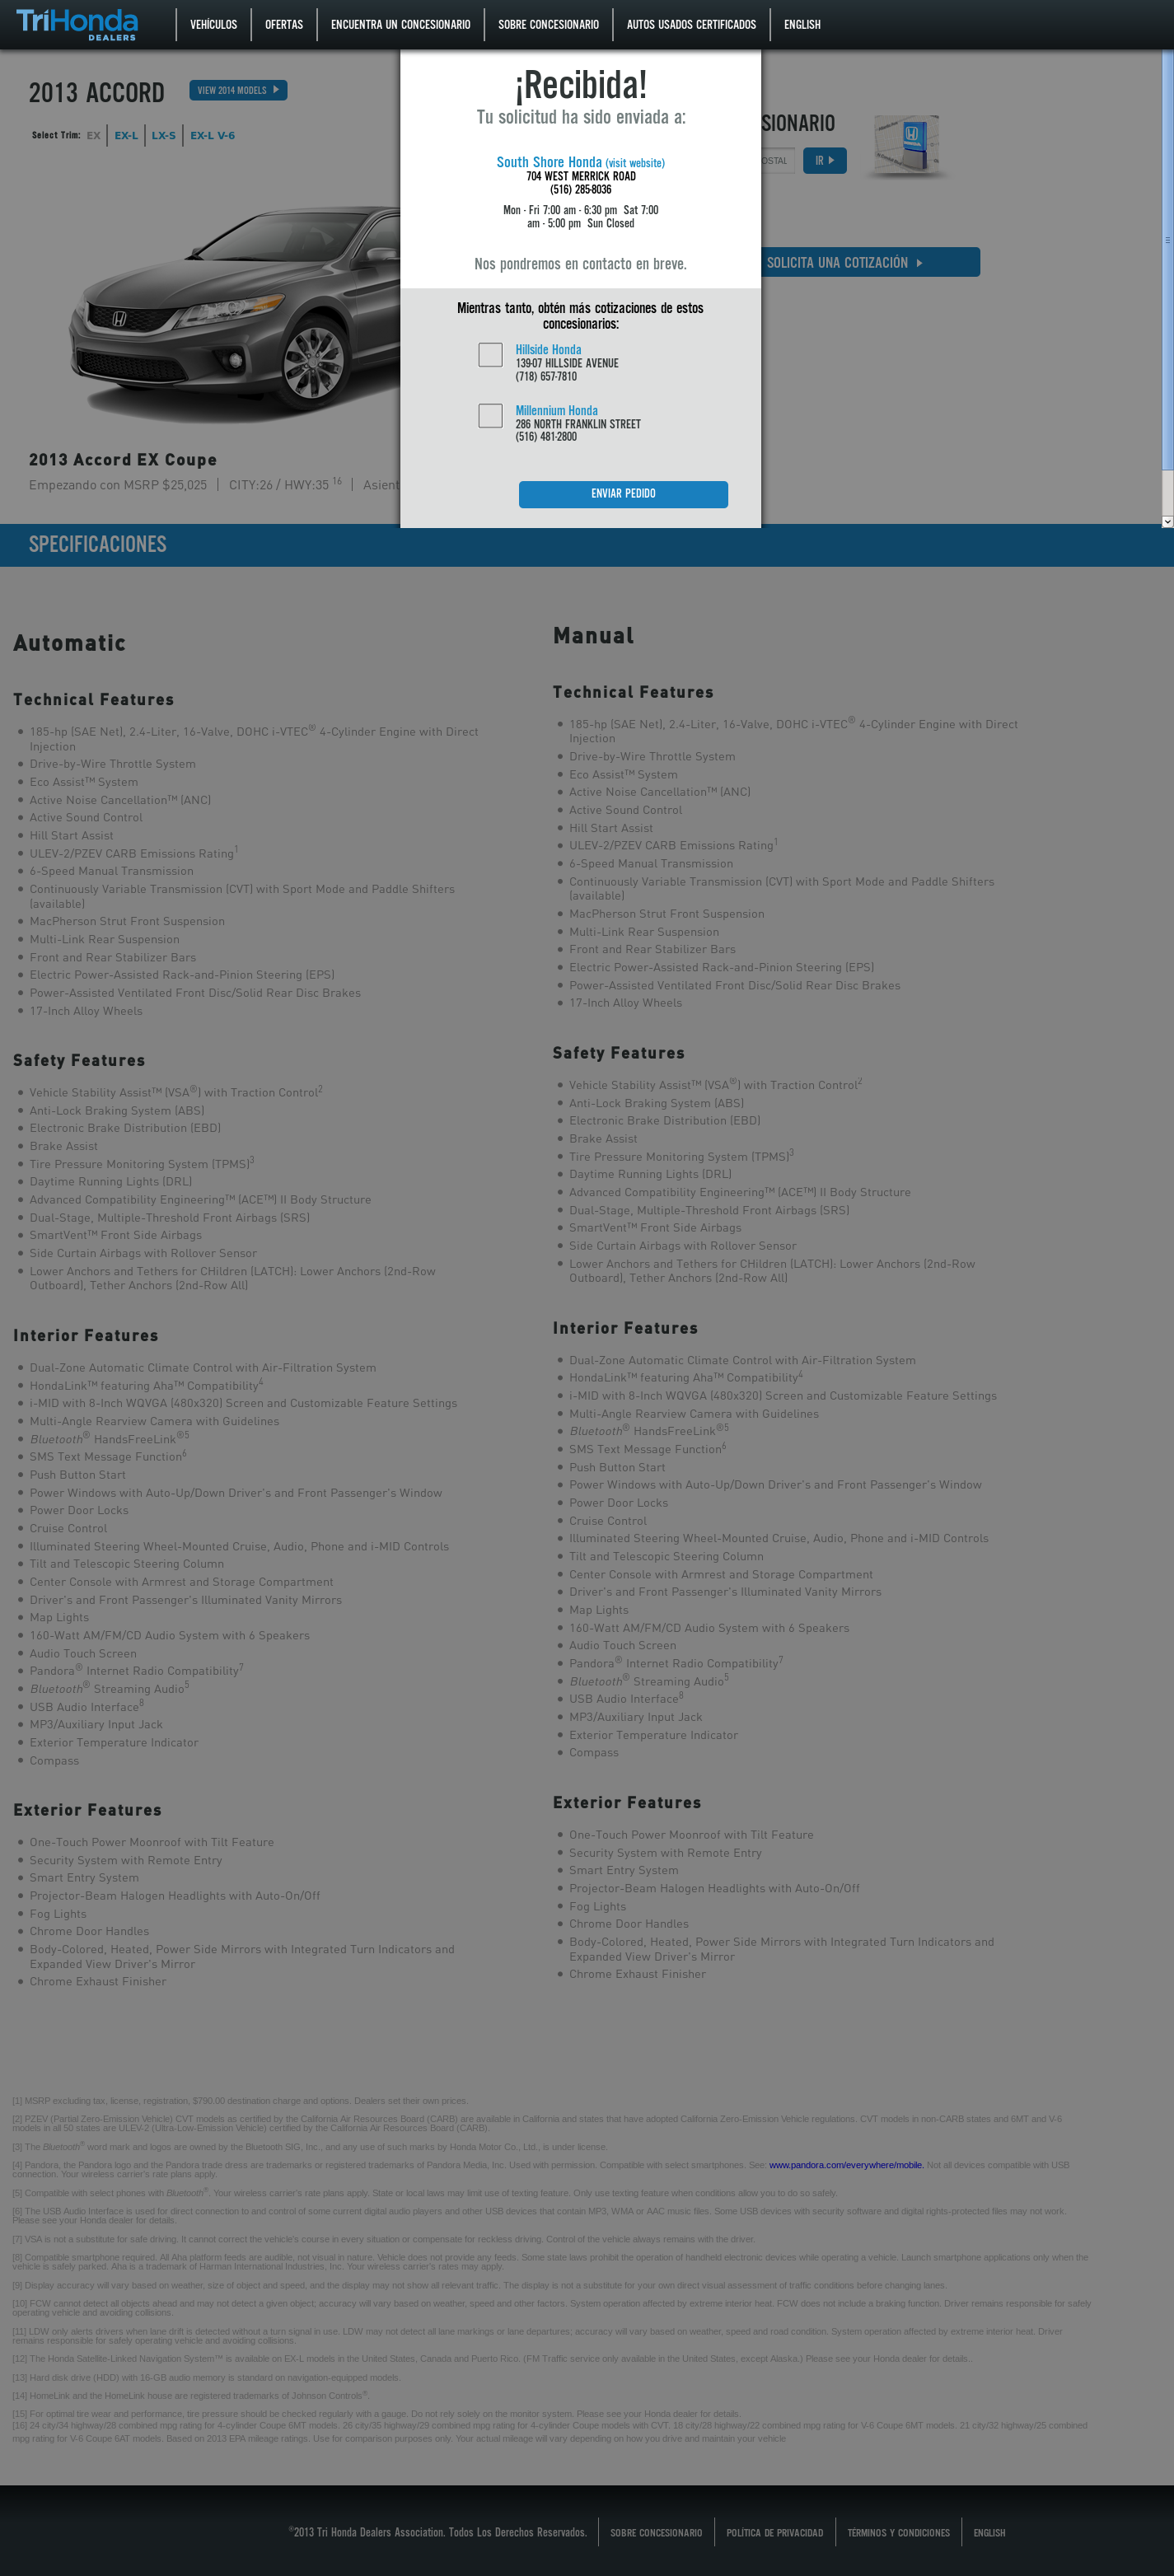 TriHonda
DEALERS
VEHÍCULOS
OFERTAS
ENCUENTRA UN CONCESIONARIO
SOBRE CONCESIONARIO
AUTOS USADOS CERTIFICADOS
ENGLISH
2013 ACCORD
VIEW 2014 MODELS
Select Trim: EX EX-L LX-S EX-L V-6
¡Recibida!
Tu solicitud ha sido enviada a:
South Shore Honda (visit website)
704 WEST MERRICK ROAD
(516) 285-8036
Mon - Fri 7:00 am - 6:30 pm Sat 7:00
am - 5:00 pm Sun Closed
Nos pondremos en contacto en breve.
Mientras tanto, obtén más cotizaciones de estos
concesionarios:
Hillside Honda
139-07 HILLSIDE AVENUE
(718) 657-7810
Millennium Honda
286 NORTH FRANKLIN STREET
(516) 481-2800
ENVIAR PEDIDO
SIONARIO
OSTAL
IR
SOLICITA UNA COTIZACIÓN
2013 Accord EX Coupe
Empezando con MSRP $25,025 | CITY:26 / HWY:35 16 | Asient
SPECIFICACIONES
Automatic
Technical Features
185-hp (SAE Net), 2.4-Liter, 16-Valve, DOHC i-VTEC® 4-Cylinder Engine with Direct
Injection
Drive-by-Wire Throttle System
Eco Assist™ System
Active Noise Cancellation™ (ANC)
Active Sound Control
Hill Start Assist
ULEV-2/PZEV CARB Emissions Rating1
6-Speed Manual Transmission
Continuously Variable Transmission (CVT) with Sport Mode and Paddle Shifters
(available)
MacPherson Strut Front Suspension
Multi-Link Rear Suspension
Front and Rear Stabilizer Bars
Electric Power-Assisted Rack-and-Pinion Steering (EPS)
Power-Assisted Ventilated Front Disc/Solid Rear Disc Brakes
17-Inch Alloy Wheels
Safety Features
Vehicle Stability Assist™ (VSA®) with Traction Control2
Anti-Lock Braking System (ABS)
Electronic Brake Distribution (EBD)
Brake Assist
Tire Pressure Monitoring System (TPMS)3
Daytime Running Lights (DRL)
Advanced Compatibility Engineering™ (ACE™) II Body Structure
Dual-Stage, Multiple-Threshold Front Airbags (SRS)
SmartVent™ Front Side Airbags
Side Curtain Airbags with Rollover Sensor
Lower Anchors and Tethers for CHildren (LATCH): Lower Anchors (2nd-Row
Outboard), Tether Anchors (2nd-Row All)
Interior Features
Dual-Zone Automatic Climate Control with Air-Filtration System
HondaLink™ featuring Aha™ Compatibility4
i-MID with 8-Inch WQVGA (480x320) Screen and Customizable Feature Settings
Multi-Angle Rearview Camera with Guidelines
Bluetooth® HandsFreeLink®5
SMS Text Message Function6
Push Button Start
Power Windows with Auto-Up/Down Driver's and Front Passenger's Window
Power Door Locks
Cruise Control
Illuminated Steering Wheel-Mounted Cruise, Audio, Phone and i-MID Controls
Tilt and Telescopic Steering Column
Center Console with Armrest and Storage Compartment
Driver's and Front Passenger's Illuminated Vanity Mirrors
Map Lights
160-Watt AM/FM/CD Audio System with 6 Speakers
Audio Touch Screen
Pandora® Internet Radio Compatibility7
Bluetooth® Streaming Audio5
USB Audio Interface8
MP3/Auxiliary Input Jack
Exterior Temperature Indicator
Compass
Exterior Features
One-Touch Power Moonroof with Tilt Feature
Security System with Remote Entry
Smart Entry System
Projector-Beam Halogen Headlights with Auto-On/Off
Fog Lights
Chrome Door Handles
Body-Colored, Heated, Power Side Mirrors with Integrated Turn Indicators and
Expanded View Driver's Mirror
Chrome Exhaust Finisher
Manual
Technical Features
185-hp (SAE Net), 2.4-Liter, 16-Valve, DOHC i-VTEC® 4-Cylinder Engine with Direct
Injection
Drive-by-Wire Throttle System
Eco Assist™ System
Active Noise Cancellation™ (ANC)
Active Sound Control
Hill Start Assist
ULEV-2/PZEV CARB Emissions Rating1
6-Speed Manual Transmission
Continuously Variable Transmission (CVT) with Sport Mode and Paddle Shifters
(available)
MacPherson Strut Front Suspension
Multi-Link Rear Suspension
Front and Rear Stabilizer Bars
Electric Power-Assisted Rack-and-Pinion Steering (EPS)
Power-Assisted Ventilated Front Disc/Solid Rear Disc Brakes
17-Inch Alloy Wheels
Safety Features
Vehicle Stability Assist™ (VSA®) with Traction Control2
Anti-Lock Braking System (ABS)
Electronic Brake Distribution (EBD)
Brake Assist
Tire Pressure Monitoring System (TPMS)3
Daytime Running Lights (DRL)
Advanced Compatibility Engineering™ (ACE™) II Body Structure
Dual-Stage, Multiple-Threshold Front Airbags (SRS)
SmartVent™ Front Side Airbags
Side Curtain Airbags with Rollover Sensor
Lower Anchors and Tethers for CHildren (LATCH): Lower Anchors (2nd-Row
Outboard), Tether Anchors (2nd-Row All)
Interior Features
Dual-Zone Automatic Climate Control with Air-Filtration System
HondaLink™ featuring Aha™ Compatibility4
i-MID with 8-Inch WQVGA (480x320) Screen and Customizable Feature Settings
Multi-Angle Rearview Camera with Guidelines
Bluetooth® HandsFreeLink®5
SMS Text Message Function6
Push Button Start
Power Windows with Auto-Up/Down Driver's and Front Passenger's Window
Power Door Locks
Cruise Control
Illuminated Steering Wheel-Mounted Cruise, Audio, Phone and i-MID Controls
Tilt and Telescopic Steering Column
Center Console with Armrest and Storage Compartment
Driver's and Front Passenger's Illuminated Vanity Mirrors
Map Lights
160-Watt AM/FM/CD Audio System with 6 Speakers
Audio Touch Screen
Pandora® Internet Radio Compatibility7
Bluetooth® Streaming Audio5
USB Audio Interface8
MP3/Auxiliary Input Jack
Exterior Temperature Indicator
Compass
Exterior Features
One-Touch Power Moonroof with Tilt Feature
Security System with Remote Entry
Smart Entry System
Projector-Beam Halogen Headlights with Auto-On/Off
Fog Lights
Chrome Door Handles
Body-Colored, Heated, Power Side Mirrors with Integrated Turn Indicators and
Expanded View Driver's Mirror
Chrome Exhaust Finisher
[1] MSRP excluding tax, license, registration, $790.00 destination charge and options. Dealers set their own prices.
[2] PZEV (Partial Zero-Emission Vehicle) CVT models as certified by the California Air Resources Board (CARB) are available in California and states that have adopted California Zero-Emission Vehicle regulations. CVT models in non-CARB states and 6MT and V-6
models in all 50 states are ULEV-2 (Ultra-Low-Emission Vehicle) certified by the California Air Resources Board (CARB).
[3] The Bluetooth® word mark and logos are owned by the Bluetooth SIG, Inc., and any use of such marks by Honda Motor Co., Ltd., is under license.
[4] Pandora, the Pandora logo and the Pandora trade dress are trademarks or registered trademarks of Pandora Media, Inc. Used with permission. Compatible with select smartphones. See: www.pandora.com/everywhere/mobile. Not all devices compatible with USB
connection. Your wireless carrier's rate plans apply.
[5] Compatible with select phones with Bluetooth®. Your wireless carrier's rate plans apply. State or local laws may limit use of texting feature. Only use texting feature when conditions allow you to do so safely.
[6] The USB Audio Interface is used for direct connection to and control of some current digital audio players and other USB devices that contain MP3, WMA or AAC music files. Some USB devices with security software and digital rights-protected files may not work.
Please see your Honda dealer for details.
[7] VSA is not a substitute for safe driving. It cannot correct the vehicle's course in every situation or compensate for reckless driving. Control of the vehicle always remains with the driver.
[8] Compatible smartphone required. All Aha platform feeds are audible, not visual in nature. Vehicle does not provide any feeds. Some state laws prohibit the operation of handheld electronic devices while operating a vehicle. Launch smartphone applications only when the
vehicle is safely parked. Aha is a trademark of Harman International Industries, Inc. Your wireless carrier's rates may apply.
[9] Display accuracy will vary based on weather, size of object and speed, and the display may not show all relevant traffic. The display is not a substitute for your own direct visual assessment of traffic conditions before changing lanes.
[10] FCW cannot detect all objects ahead and may not detect a given object; accuracy will vary based on weather, speed and other factors. System operation affected by extreme interior heat. FCW does not include a braking function. Driver remains responsible for safely
operating vehicle and avoiding collisions.
[11] LDW only alerts drivers when lane drift is detected without a turn signal in use. LDW may not detect all lane markings or lane departures; accuracy will vary based on weather, speed and road condition. System operation affected by extreme interior heat. Driver
remains responsible for safely operating vehicle and avoiding collisions.
[12] The Honda Satellite-Linked Navigation System™ is available on EX-L models in the United States, Canada and Puerto Rico. (FM Traffic service only available in the United States, except Alaska.) Please see your Honda dealer for details..
[13] Hard disk drive (HDD) with 16-GB audio memory is standard on navigation-equipped models.
[14] HomeLink and the HomeLink house are registered trademarks of Johnson Controls®.
[15] For optimal tire wear and performance, tire pressure should be checked regularly with a gauge. Do not rely solely on the monitor system. Please see your Honda dealer for details.
[16] 24 city/34 highway/28 combined mpg rating for 4-cylinder Coupe 6MT models. 26 city/35 highway/29 combined mpg rating for 4-cylinder Coupe models with CVT. 18 city/28 highway/22 combined mpg rating for V-6 Coupe 6MT models. 21 city/32 highway/25 combined
mpg rating for V-6 Coupe 6AT models. Based on 2013 EPA mileage ratings. Use for comparison purposes only. Your actual mileage will vary depending on how you drive and maintain your vehicle
©2013 Tri Honda Dealers Association. Todos Los Derechos Reservados.
SOBRE CONCESIONARIO
POLÍTICA DE PRIVACIDAD
TÉRMINOS Y CONDICIONES
ENGLISH